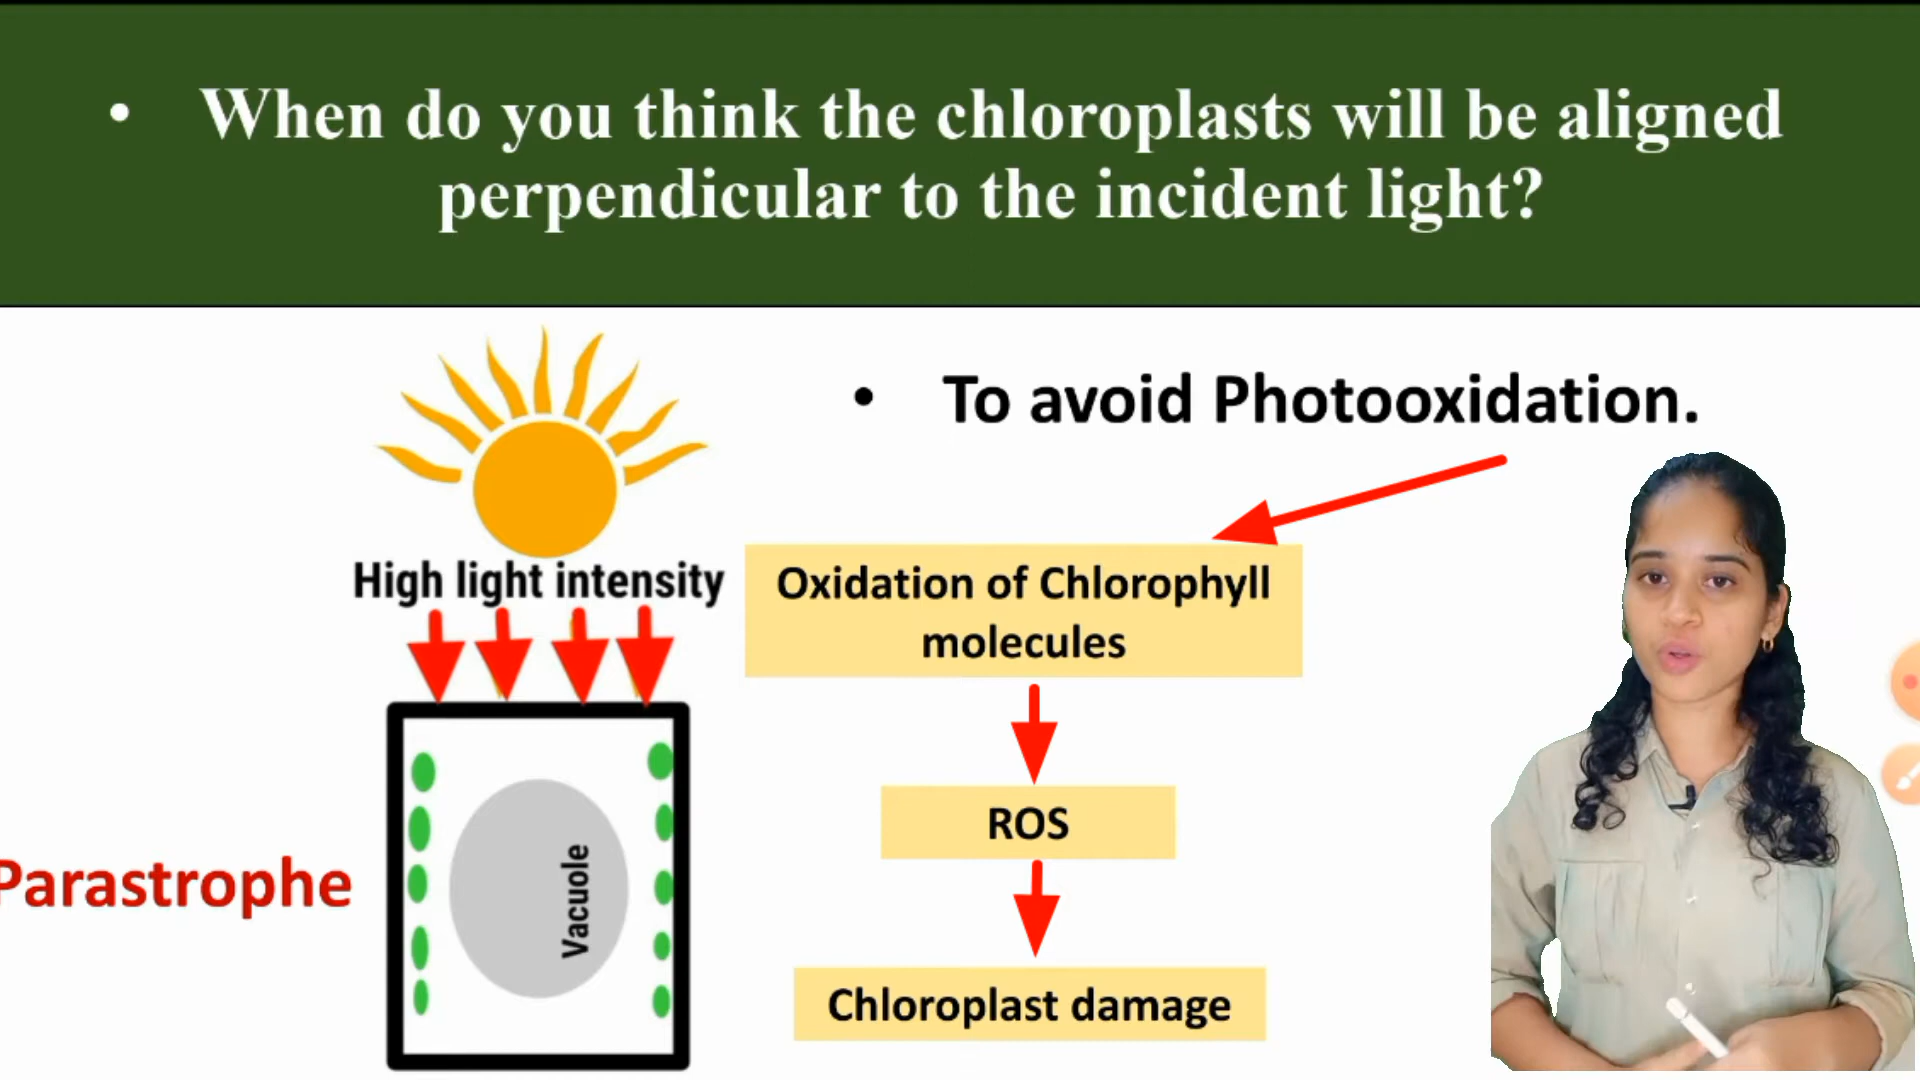 • When do you think the chloroplasts will be aligned
perpendicular to the incident light?
• To avoid Photooxidation.
High light intensity
Oxidation of Chlorophyll
molecules
ROS
Vacuole
Parastrophe
Chloroplast damage